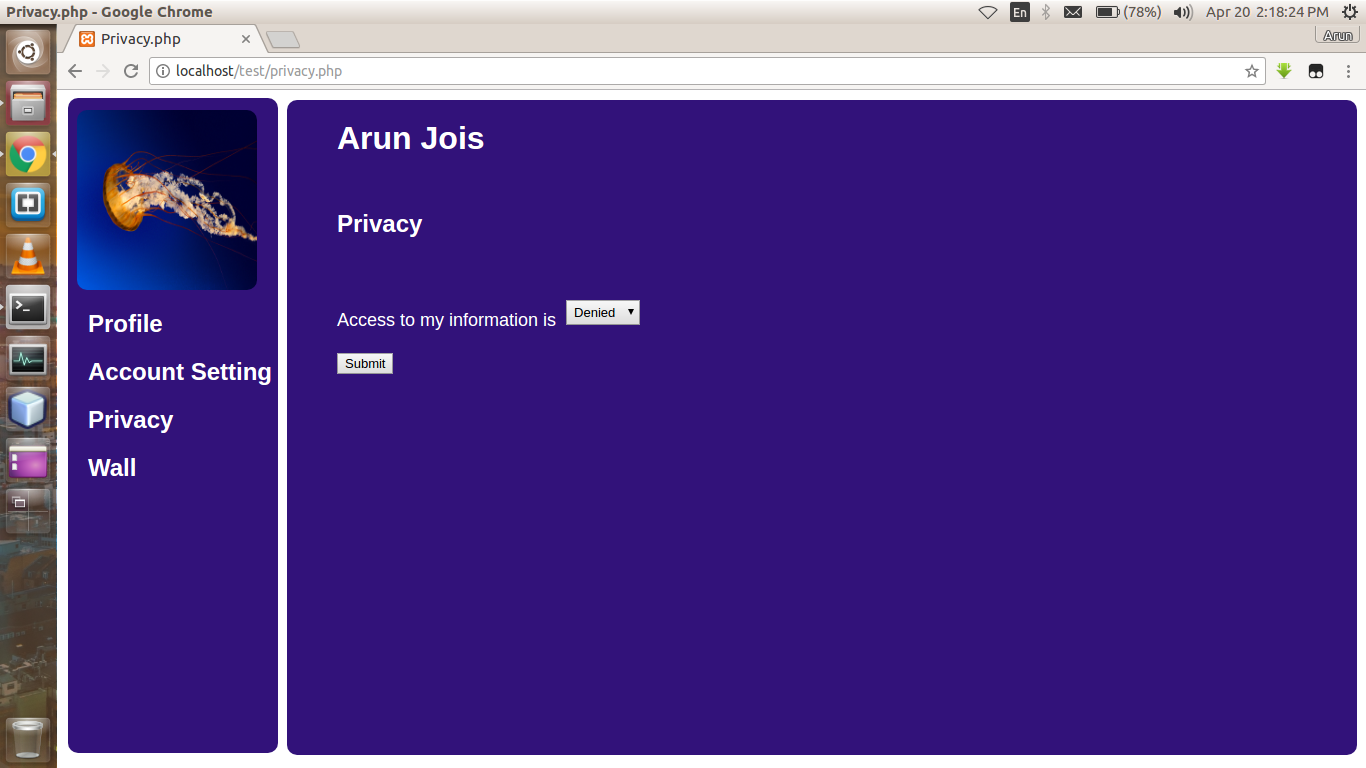 Privacy.php - Google Chrome
En (78%) Apr 20 2:18:24 PM
Privacy.php
Arun
localhost/test/privacy.php
Arun Jois
Privacy
Access to my information is Denied
Submit
Profile
Account Setting
Privacy
Wall